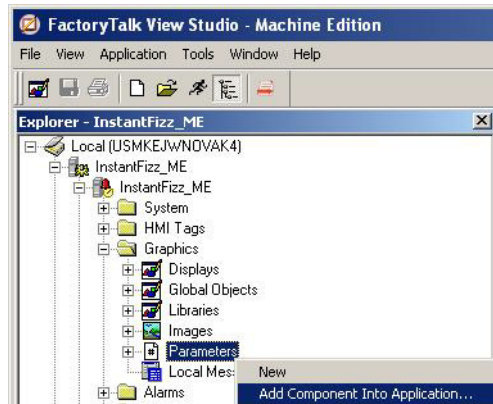 FactoryTalk View Studio - Machine Edition
File View Application Tools Window Help
Explorer - InstantFizz_ME
Local (USMKEJWNOVAK4)
InstantFizz_ME
InstantFizz_ME
System
HMI Tags
Graphics
Displays
Global Objects
Libraries
Images
Parameters
Local Mes
New
Alarms
Add Component Into Application...